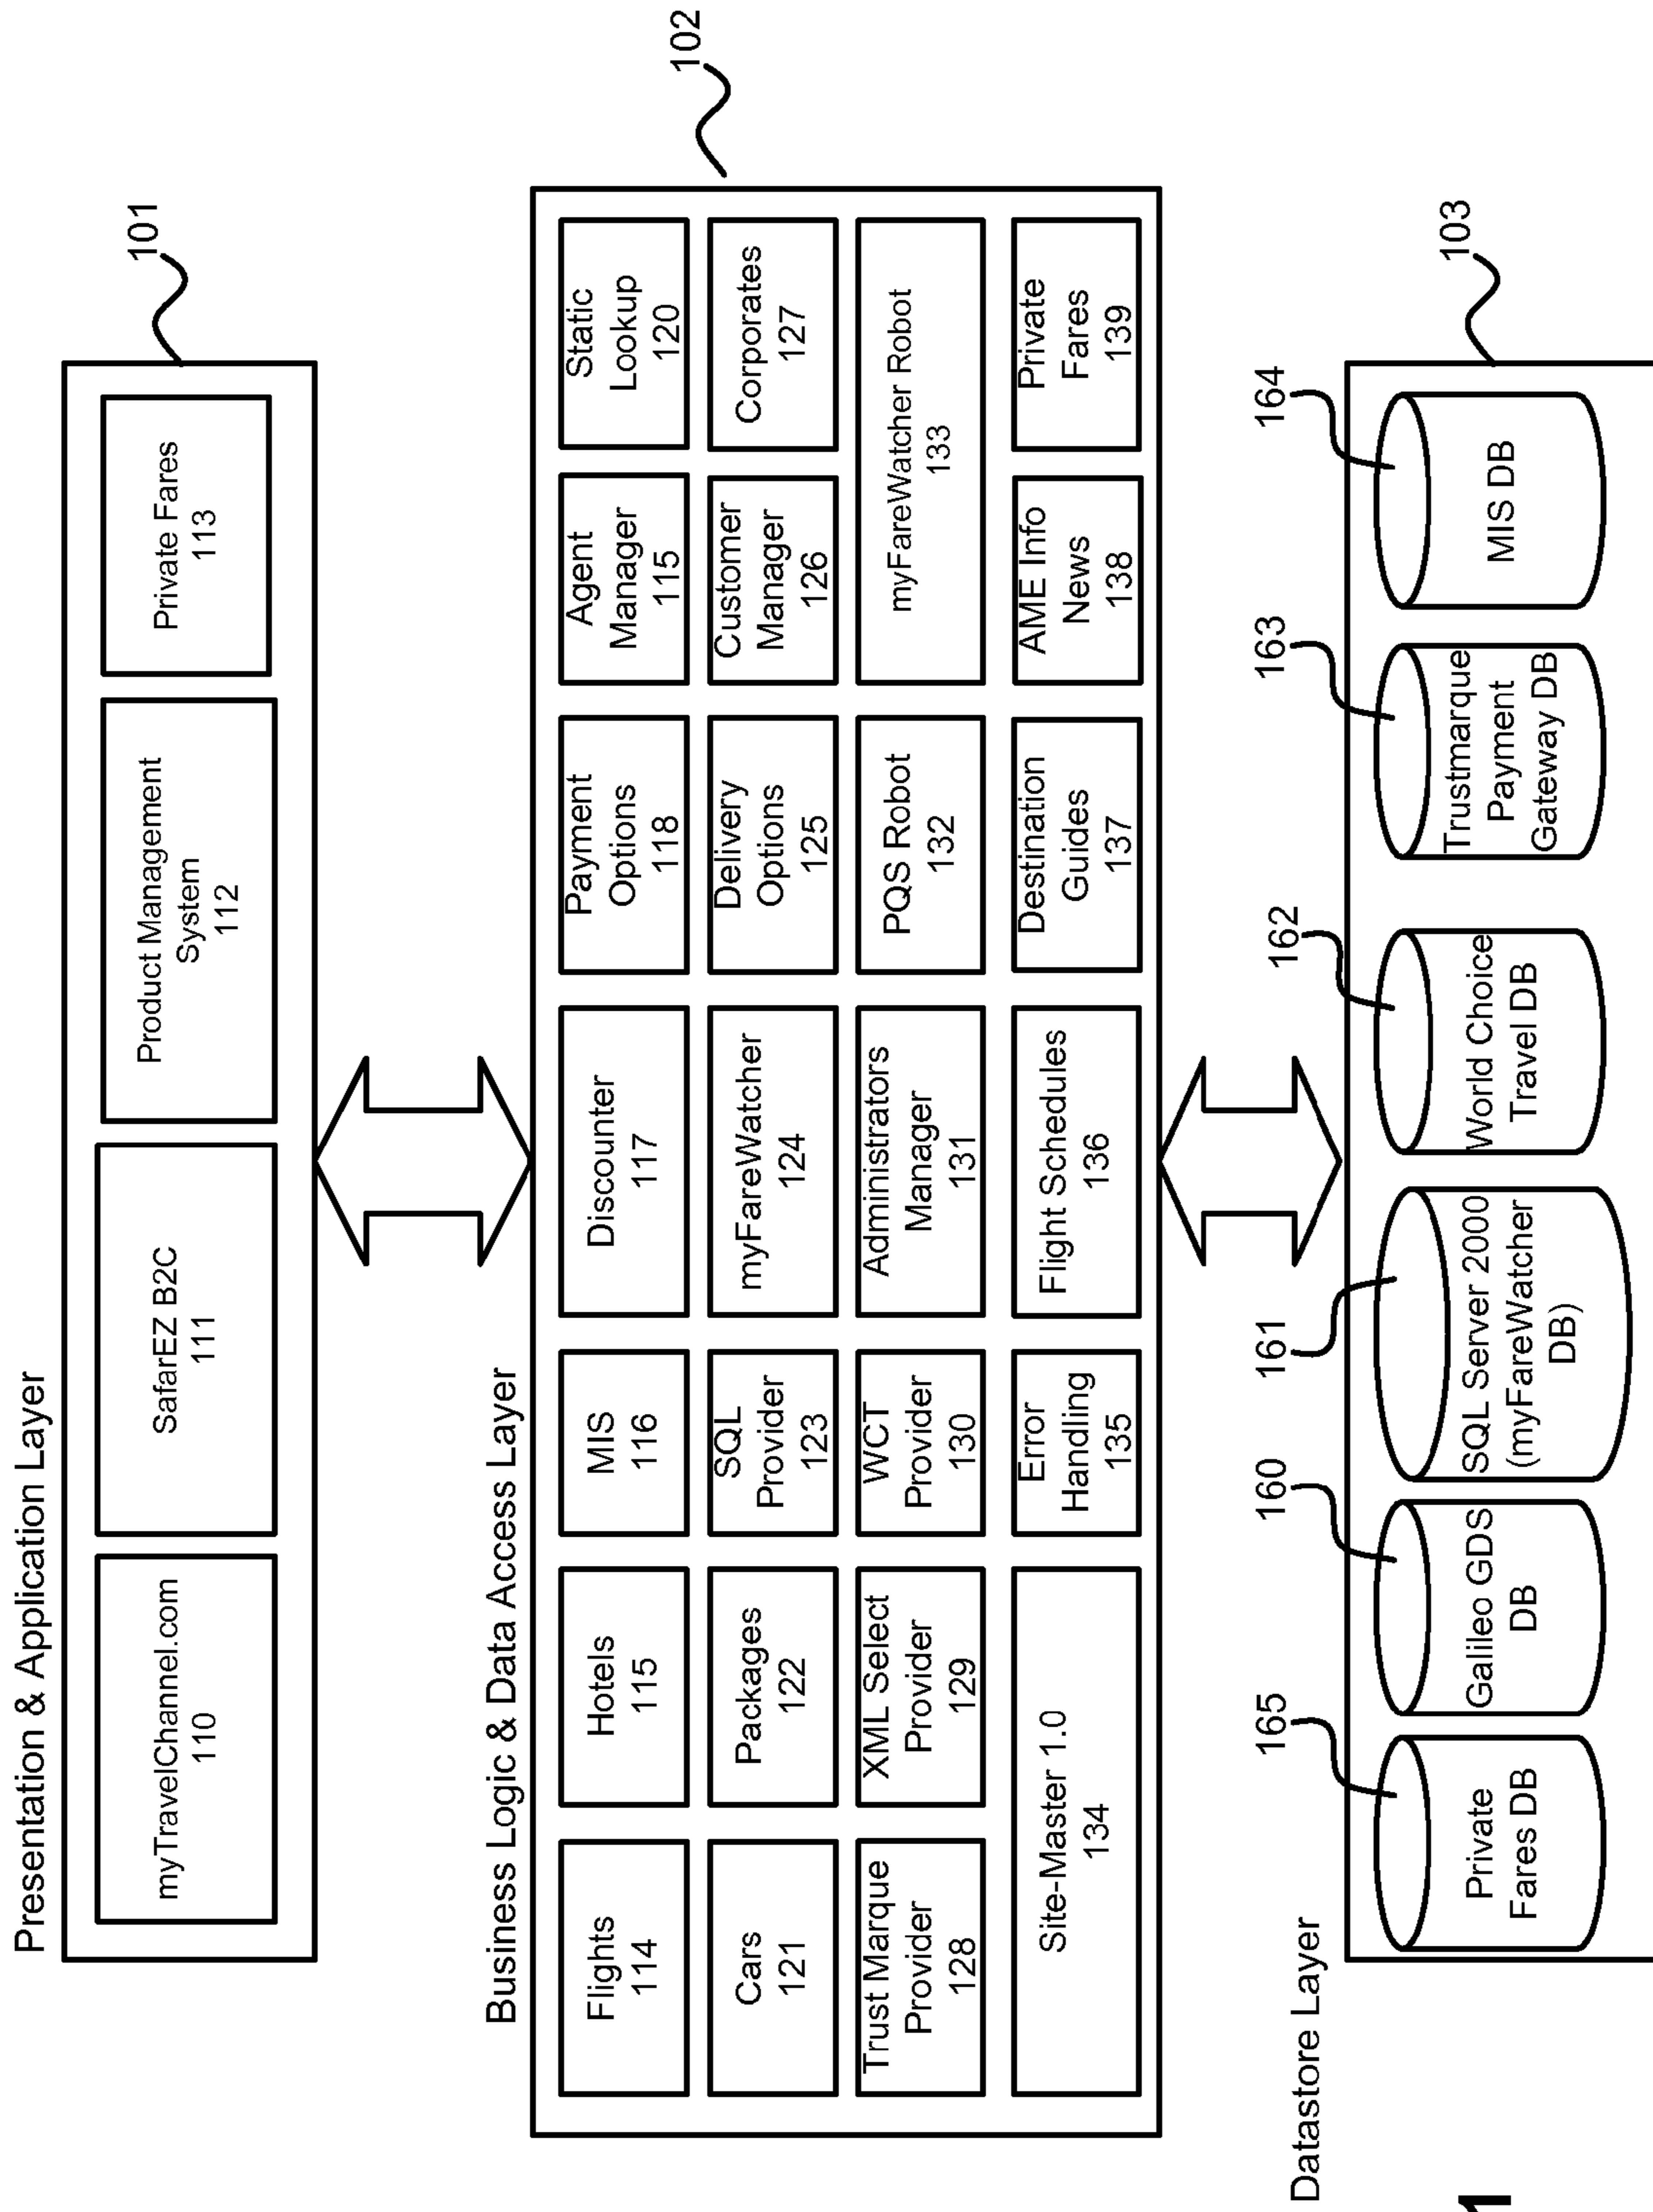 Presentation & Application Layer
101
myTravelChannel.com
110
SafarEZ B2C
111
Product Management
System
112
Private Fares
113
Business Logic & Data Access Layer
102
Flights
114
Hotels
115
MIS
116
Discounter
117
Payment
Options
118
Agent
Manager
115
Static
Lookup
120
Cars
121
Packages
122
SQL
Provider
123
myFareWatcher
124
Delivery
Options
125
Customer
Manager
126
Corporates
127
Trust Marque
Provider
128
XML Select
Provider
129
WCT
Provider
130
Administrators
Manager
131
PQS Robot
132
myFareWatcher Robot
133
Site-Master 1.0
134
Error
Handling
135
Flight Schedules
136
Destination
Guides
137
AME Info
News
138
Private
Fares
139
Datastore Layer
103
165
Private
Fares DB
160
Galileo GDS
DB
161
SQL Server 2000
(myFareWatcher
DB)
162
World Choice
Travel DB
163
Trustmarque
Payment
Gateway DB
164
MIS DB
1